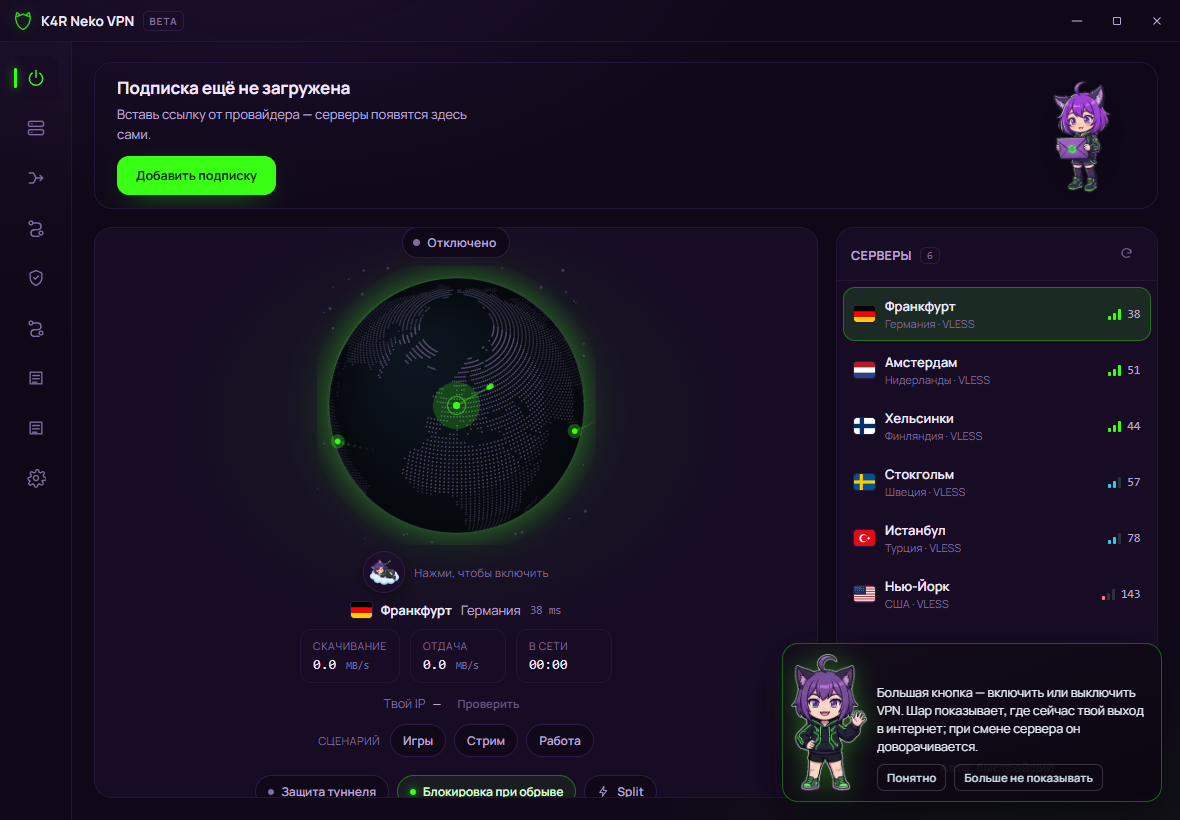 K4R Neko VPN BETA
Подписка ещё не загружена
Вставь ссылку от провайдера — серверы появятся здесь
сами.
Добавить подписку
Отключено
Нажми, чтобы включить
Франкфурт Германия 38 ms
СКАЧИВАНИЕ
0.0 MB/s
ОТДАЧА
0.0 MB/s
В СЕТИ
00:00
Твой IP — Проверить
СЦЕНАРИЙ Игры Стрим Работа
Защита туннеля Блокировка при обрыве Split
СЕРВЕРЫ 6
Франкфурт
Германия · VLESS
38
Амстердам
Нидерланды · VLESS
51
Хельсинки
Финляндия · VLESS
44
Стокгольм
Швеция · VLESS
57
Истанбул
Турция · VLESS
78
Нью-Йорк
США · VLESS
143
Большая кнопка — включить или выключить
VPN. Шар показывает, где сейчас твой выход
в интернет; при смене сервера он
доворачивается.
Понятно Больше не показывать